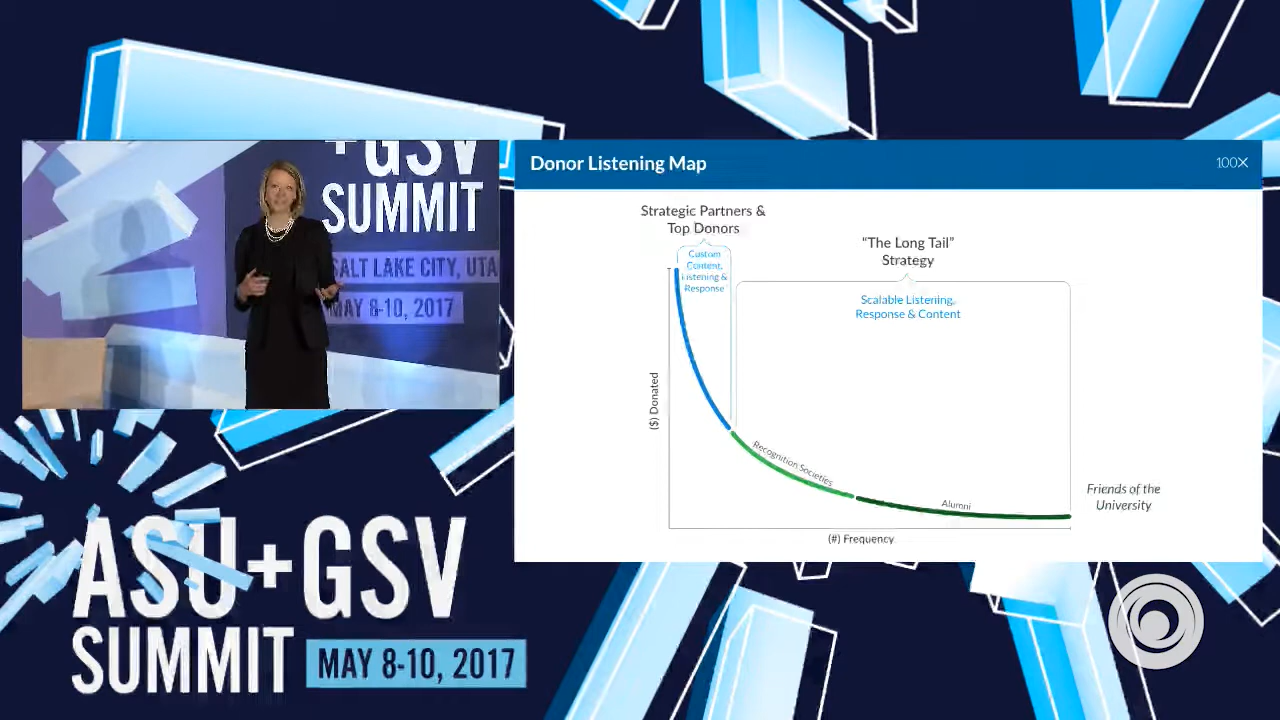 +GSV
SUMMIT
SALT LAKE CITY, UTA
MAY 8-10, 2017
Donor Listening Map
100X
Strategic Partners &
Top Donors
Custom
Content,
Listening &
Response
"The Long Tail"
Strategy
Scalable Listening,
Response & Content
($) Donated
Recognition Societies
Alumni
Friends of the
University
(#) Frequency
ASU+GSV
SUMMIT
MAY 8-10, 2017